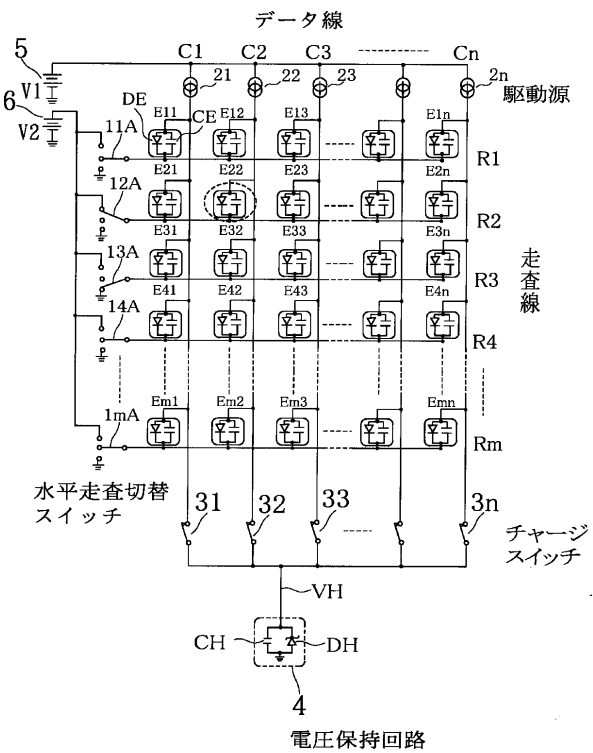 データ線
5
C1 C2 C3 Cn
V1
21 22 23 2n
駆動源
6
V2
DE
CE
E11 E12 E13 E1n
11A
R1
E21 E22 E23 E2n
12A
R2
E31 E32 E33 E3n
13A
R3
走査線
E41 E42 E43 E4n
14A
R4
Em1 Em2 Em3 Emn
1mA
Rm
水平走査切替
スイッチ
31 32 33 3n
チャージ
スイッチ
VH
CH DH
4
電圧保持回路